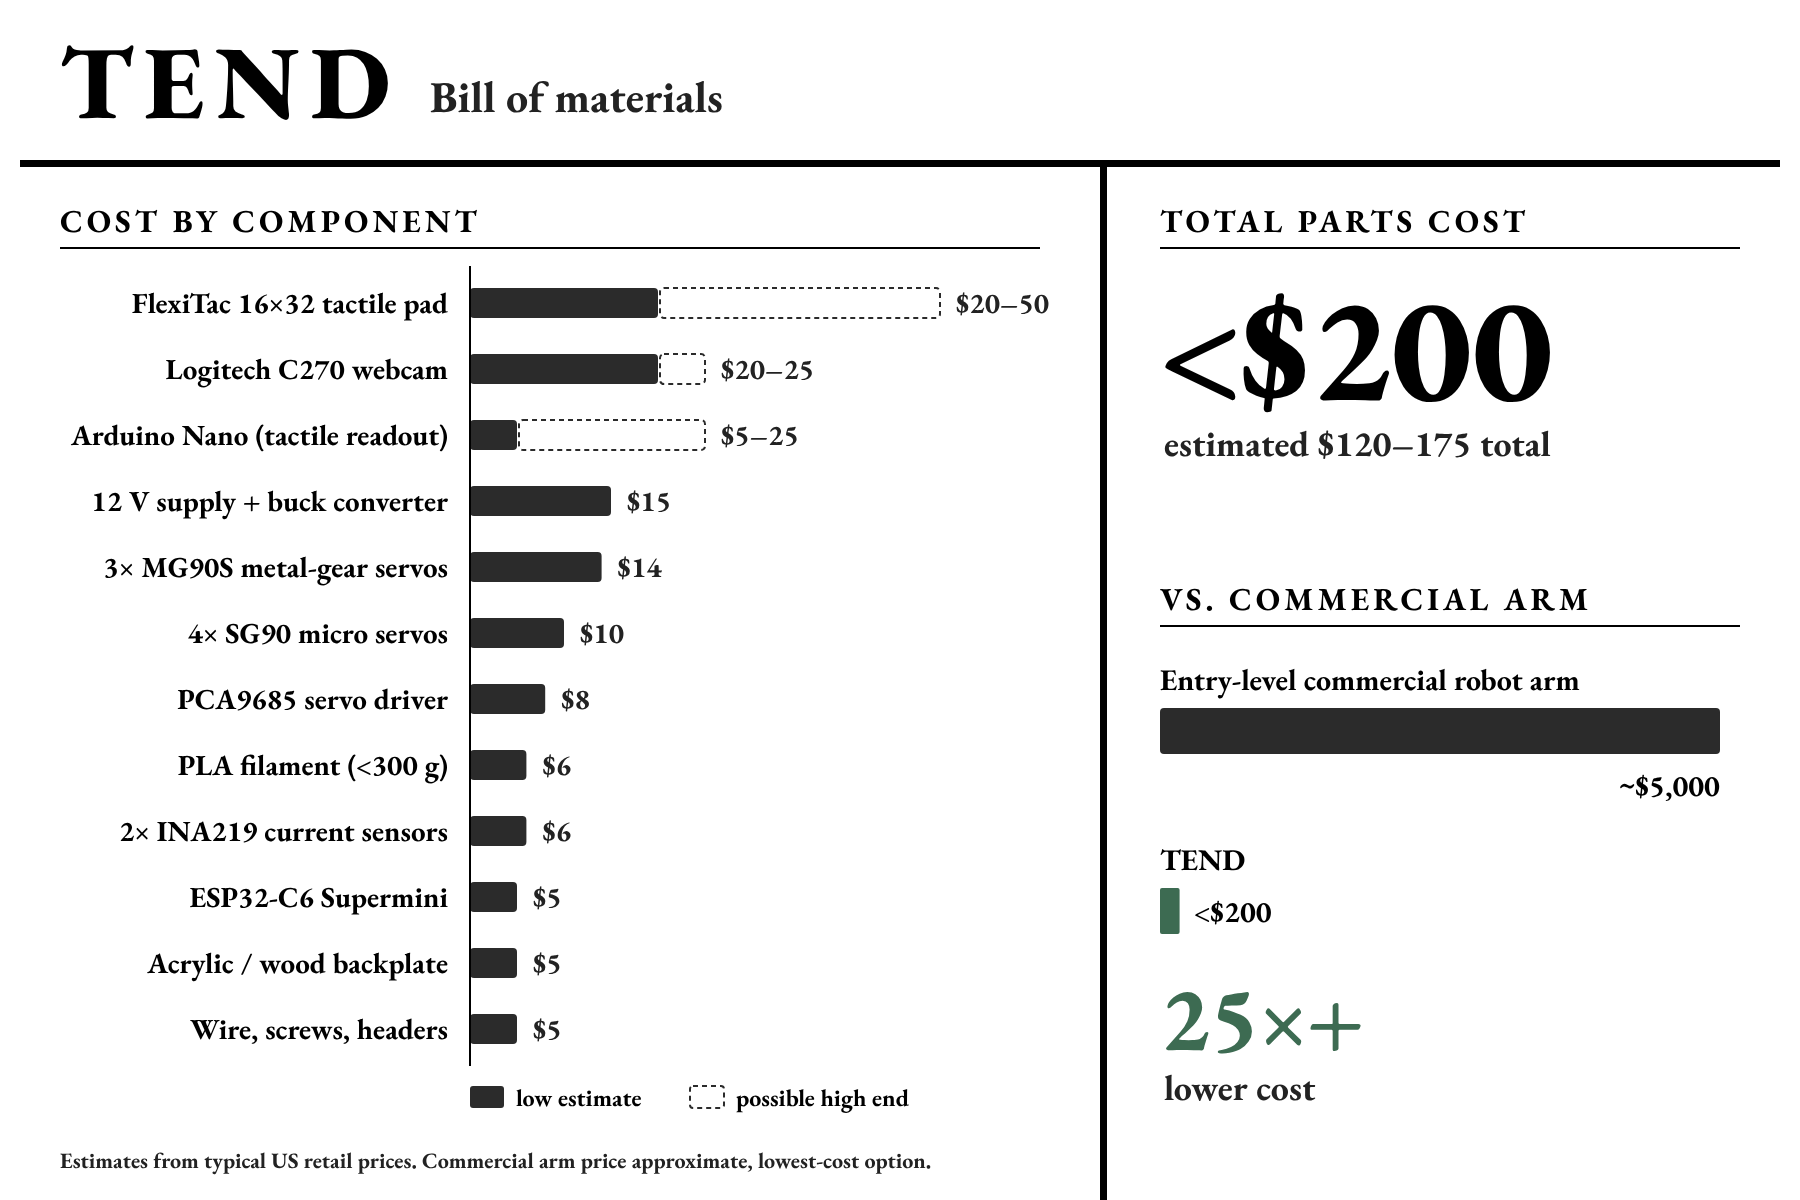 TEND Bill of materials
COST BY COMPONENT
FlexiTac 16×32 tactile pad $20–50
Logitech C270 webcam $20–25
Arduino Nano (tactile readout) $5–25
12 V supply + buck converter $15
3× MG90S metal-gear servos $14
4× SG90 micro servos $10
PCA9685 servo driver $8
PLA filament (<300 g) $6
2× INA219 current sensors $6
ESP32-C6 Supermini $5
Acrylic / wood backplate $5
Wire, screws, headers $5
low estimate possible high end
Estimates from typical US retail prices. Commercial arm price approximate, lowest-cost option.
TOTAL PARTS COST
<$200
estimated $120–175 total
VS. COMMERCIAL ARM
Entry-level commercial robot arm
~$5,000
TEND
<$200
25×+
lower cost